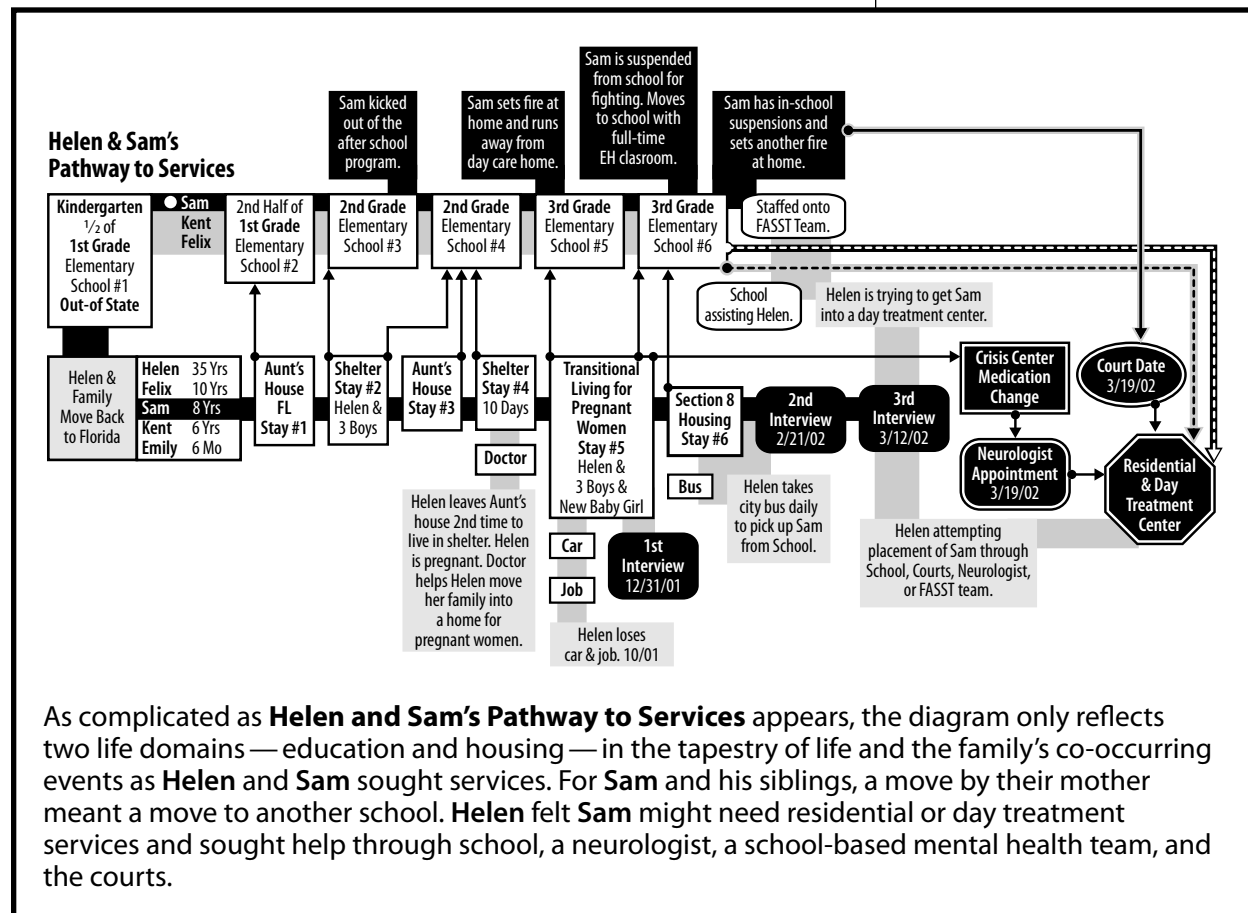 Helen & Sam's
Pathway to Services
Sam kicked
out of the
after school
program.
Sam sets fire at
home and runs
away from
day care home.
Sam is suspended
from school for
fighting. Moves
to school with
full-time
EH clasroom.
Sam has in-school
suspensions and
sets another fire
at home.
Kindergarten
1/2 of
1st Grade
Elementary
School #1
Out-of State
Sam
Kent
Felix
2nd Half of
1st Grade
Elementary
School #2
2nd Grade
Elementary
School #3
2nd Grade
Elementary
School #4
3rd Grade
Elementary
School #5
3rd Grade
Elementary
School #6
Staffed onto
FASST Team.
School
assisting Helen.
Helen is trying to get Sam
into a day treatment center.
Helen &
Family
Move Back
to Florida
Helen 35 Yrs
Felix 10 Yrs
Sam 8 Yrs
Kent 6 Yrs
Emily 6 Mo
Aunt's
House
FL
Stay #1
Shelter
Stay #2
Helen &
3 Boys
Aunt's
House
Stay #3
Shelter
Stay #4
10 Days
Doctor
Transitional
Living for
Pregnant
Women
Stay #5
Helen &
3 Boys &
New Baby Girl
Section 8
Housing
Stay #6
Bus
2nd
Interview
2/21/02
3rd
Interview
3/12/02
Crisis Center
Medication
Change
Court Date
3/19/02
Neurologist
Appointment
3/19/02
Residential
& Day
Treatment
Center
Helen leaves Aunt's
house 2nd time to
live in shelter. Helen
is pregnant. Doctor
helps Helen move
her family into
a home for
pregnant women.
Car
Job
1st
Interview
12/31/01
Helen loses
car & job. 10/01
Helen takes
city bus daily
to pick up Sam
from School.
Helen attempting
placement of Sam through
School, Courts, Neurologist,
or FASST team.
As complicated as Helen and Sam's Pathway to Services appears, the diagram only reflects
two life domains — education and housing — in the tapestry of life and the family's co-occurring
events as Helen and Sam sought services. For Sam and his siblings, a move by their mother
meant a move to another school. Helen felt Sam might need residential or day treatment
services and sought help through school, a neurologist, a school-based mental health team, and
the courts.